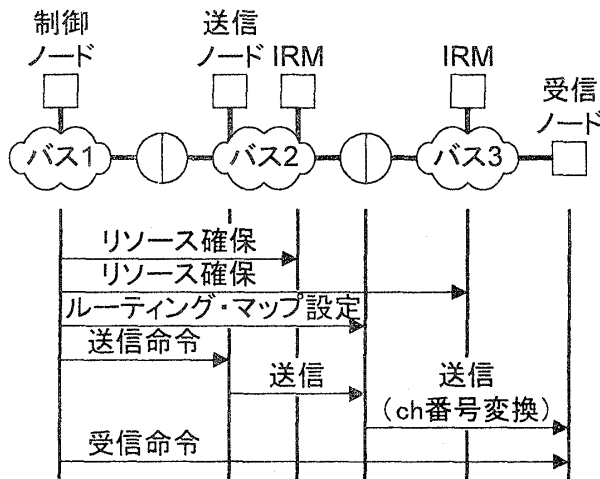 制御
ノード
送信
ノード
IRM
IRM
受信
ノード
バス1
バス2
バス3
リソース確保
リソース確保
ルーティング・マップ設定
送信命令
送信
送信
(ch番号変換)
受信命令